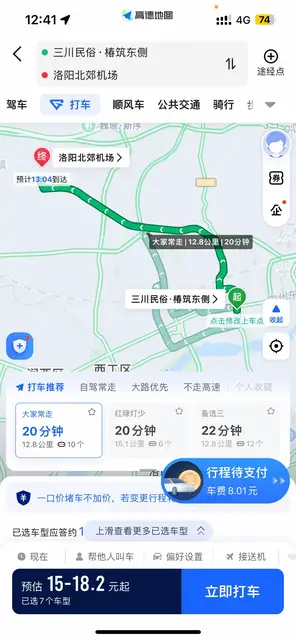 12:41
高德地图
4G
74
三川民俗·椿筑东侧
洛阳北郊机场
途经点
驾车
打车
顺风车
公共交通
骑行
终
洛阳北郊机场
预计13:04到达
券
企
大家常走|12.8公里|20分钟
三川民俗·椿筑东侧
起
点击修改上车点
收起
西工区
打车推荐
自驾常走
大路优先
不走高速
个人收藏
大家常走
红绿灯少
备选三
20分钟
20分钟
22分钟
12.8公里 10个
15.1公里 6个
12.8公里 12个
行程待支付
车费8.01元
一口价堵车不加价，若变更行程
已选车型应答约1
上滑查看更多已选车型
现在
帮他人叫车
偏好设置
接送机
预估 15-18.2 元起
已选7个车型
立即打车